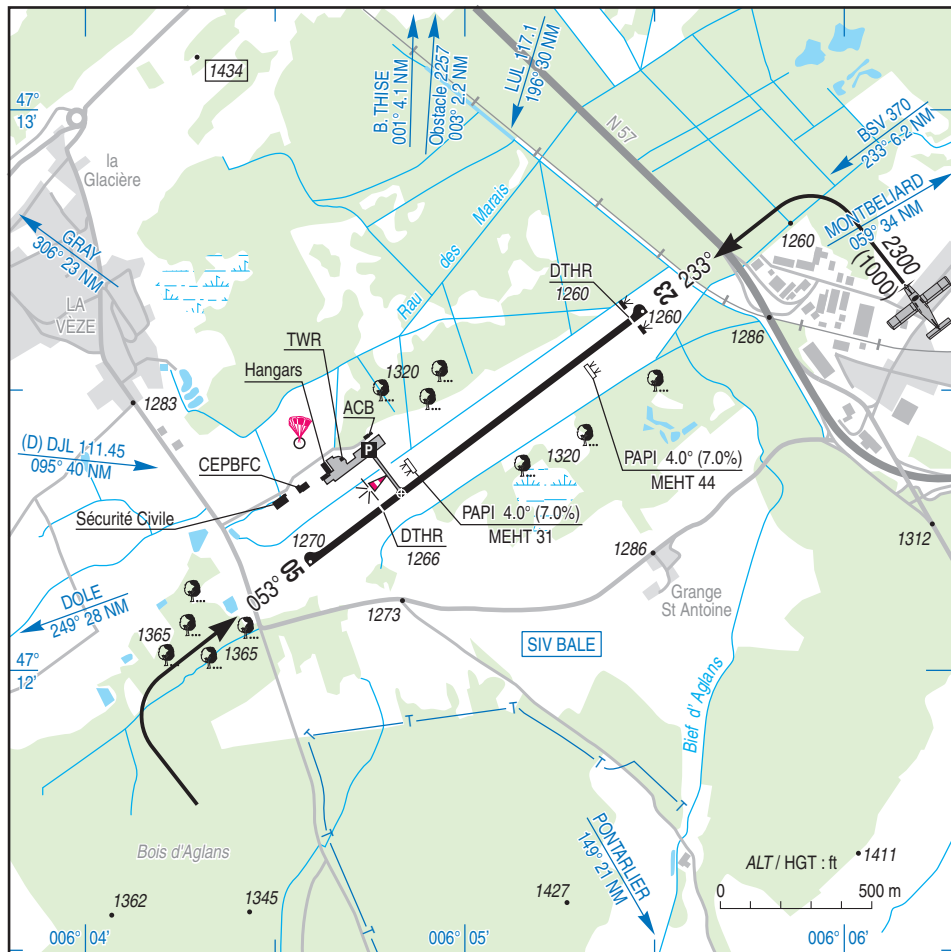 1434
47°
13'
la
Glacière
B. THISE
001° 4.1 NM
Obstacle 2257
003° 2.2 NM
LUL 117.1
196° 30 NM
N 57
BSV 370
233° 6.2 NM
MONTBELIARD
059° 34 NM
GRAY
306° 23 NM
LA
VÈZE
Rau des Marais
DTHR
1260
23
233°
1260
1260
2300
(1000)
1286
TWR
Hangars
1320
ACB
1283
P
(D) DJL 111.45
095° 40 NM
CEPBFC
Sécurité Civile
1320
PAPI 4.0° (7.0%)
MEHT 44
PAPI 4.0° (7.0%)
MEHT 31
DTHR
1266
1270
05
053°
1286
1312
Grange
St Antoine
DOLE
249° 28 NM
1273
1365
1365
SIV BALE
47°
12'
Bief d' Aglans
T
T
T
T
T
T
T
Bois d'Aglans
PONTARLIER
149° 21 NM
ALT / HGT : ft
1411
0 500 m
1362
1345
1427
006° 04'
006° 05'
006° 06'